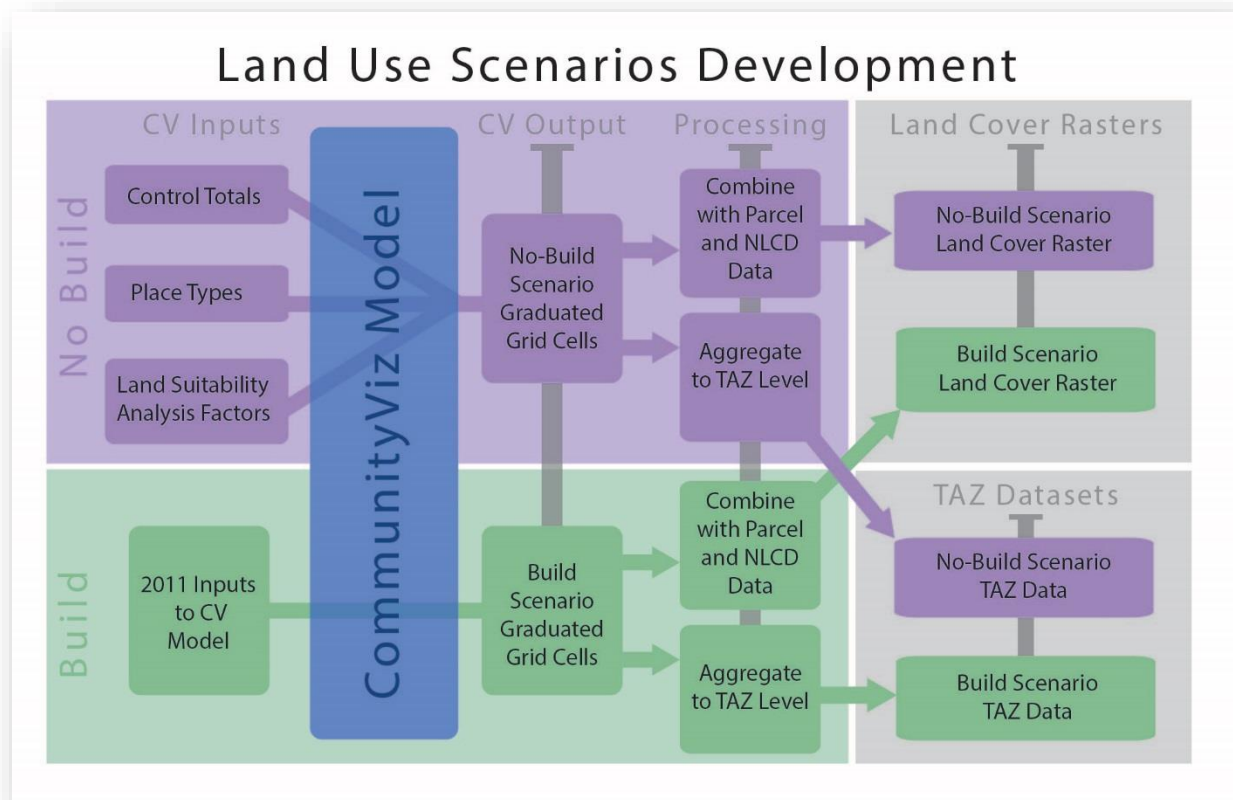 Land Use Scenarios Development
CV Inputs
CV Output
Processing
Land Cover Rasters
No Build
Control Totals
Place Types
Land Suitability
Analysis Factors
CommunityViz Model
No-Build
Scenario
Graduated
Grid Cells
Combine
with Parcel
and NLCD
Data
Aggregate
to TAZ Level
No-Build Scenario
Land Cover Raster
Build Scenario
Land Cover Raster
Build
2011 Inputs
to CV
Model
Build
Scenario
Graduated
Grid Cells
Combine
with Parcel
and NLCD
Data
Aggregate
to TAZ Level
TAZ Datasets
No-Build Scenario
TAZ Data
Build Scenario
TAZ Data